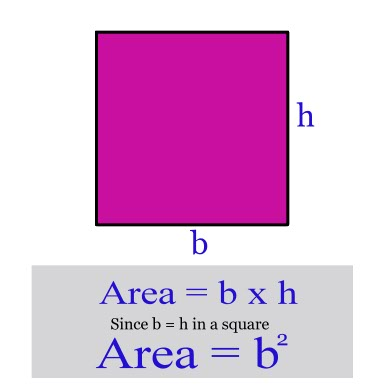 h
b
Area = b x h
Since b = h in a square
Area = b²